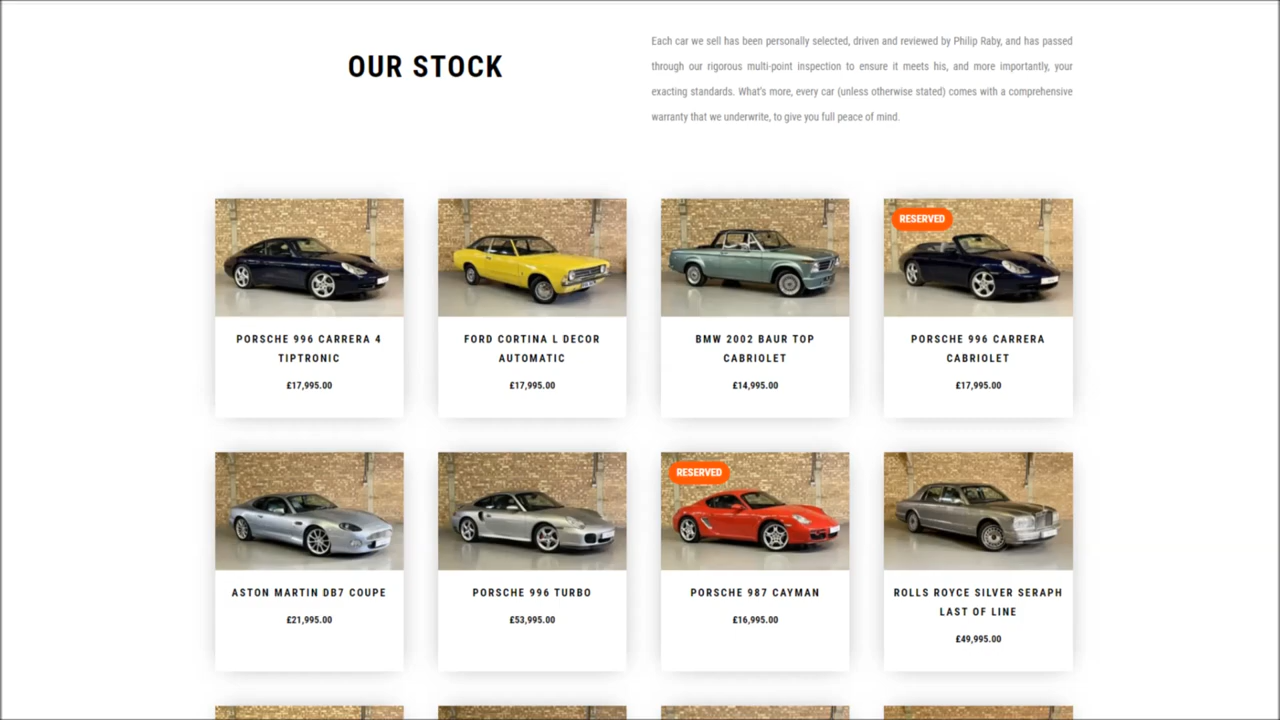 OUR STOCK
Each car we sell has been personally selected, driven and reviewed by Philip Raby, and has passed
through our rigorous multi-point inspection to ensure it meets his, and more importantly, your
exacting standards. What's more, every car (unless otherwise stated) comes with a comprehensive
warranty that we underwrite, to give you full peace of mind.
PORSCHE 996 CARRERA 4
TIPTRONIC
£17,995.00
FORD CORTINA L DECOR
AUTOMATIC
£17,995.00
BMW 2002 BAUR TOP
CABRIOLET
£14,995.00
RESERVED
PORSCHE 996 CARRERA
CABRIOLET
£17,995.00
ASTON MARTIN DB7 COUPE
£21,995.00
PORSCHE 996 TURBO
£53,995.00
RESERVED
PORSCHE 987 CAYMAN
£16,995.00
ROLLS ROYCE SILVER SERAPH
LAST OF LINE
£49,995.00